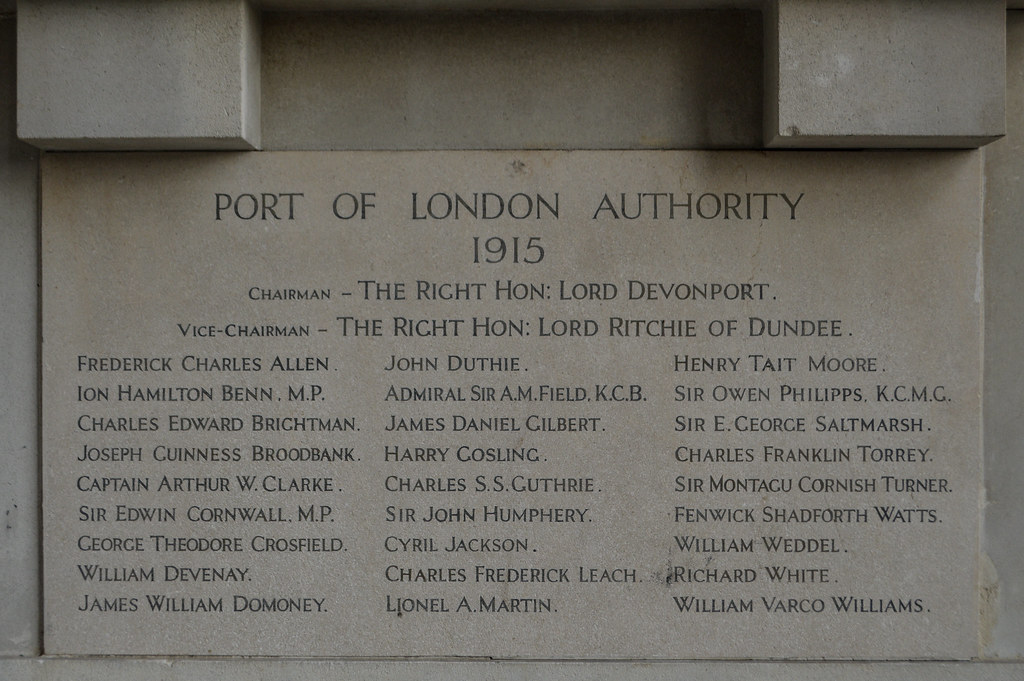 PORT OF LONDON AUTHORITY
1915
CHAIRMAN – THE RIGHT HON: LORD DEVONPORT.
VICE-CHAIRMAN – THE RIGHT HON: LORD RITCHIE OF DUNDEE.
FREDERICK CHARLES ALLEN.
ION HAMILTON BENN, M.P.
CHARLES EDWARD BRIGHTMAN.
JOSEPH GUINNESS BROODBANK.
CAPTAIN ARTHUR W. CLARKE.
SIR EDWIN CORNWALL, M.P.
GEORGE THEODORE CROSFIELD.
WILLIAM DEVENAY.
JAMES WILLIAM DOMONEY.
JOHN DUTHIE.
ADMIRAL SIR A.M. FIELD, K.C.B.
JAMES DANIEL GILBERT.
HARRY GOSLING.
CHARLES S.S. GUTHRIE.
SIR JOHN HUMPHERY.
CYRIL JACKSON.
CHARLES FREDERICK LEACH.
LIONEL A. MARTIN.
HENRY TAIT MOORE.
SIR OWEN PHILIPPS, K.C.M.G.
SIR E. GEORGE SALTMARSH.
CHARLES FRANKLIN TORREY.
SIR MONTAGU CORNISH TURNER.
FENWICK SHADFORTH WATTS.
WILLIAM WEDDEL.
RICHARD WHITE.
WILLIAM VARCO WILLIAMS.